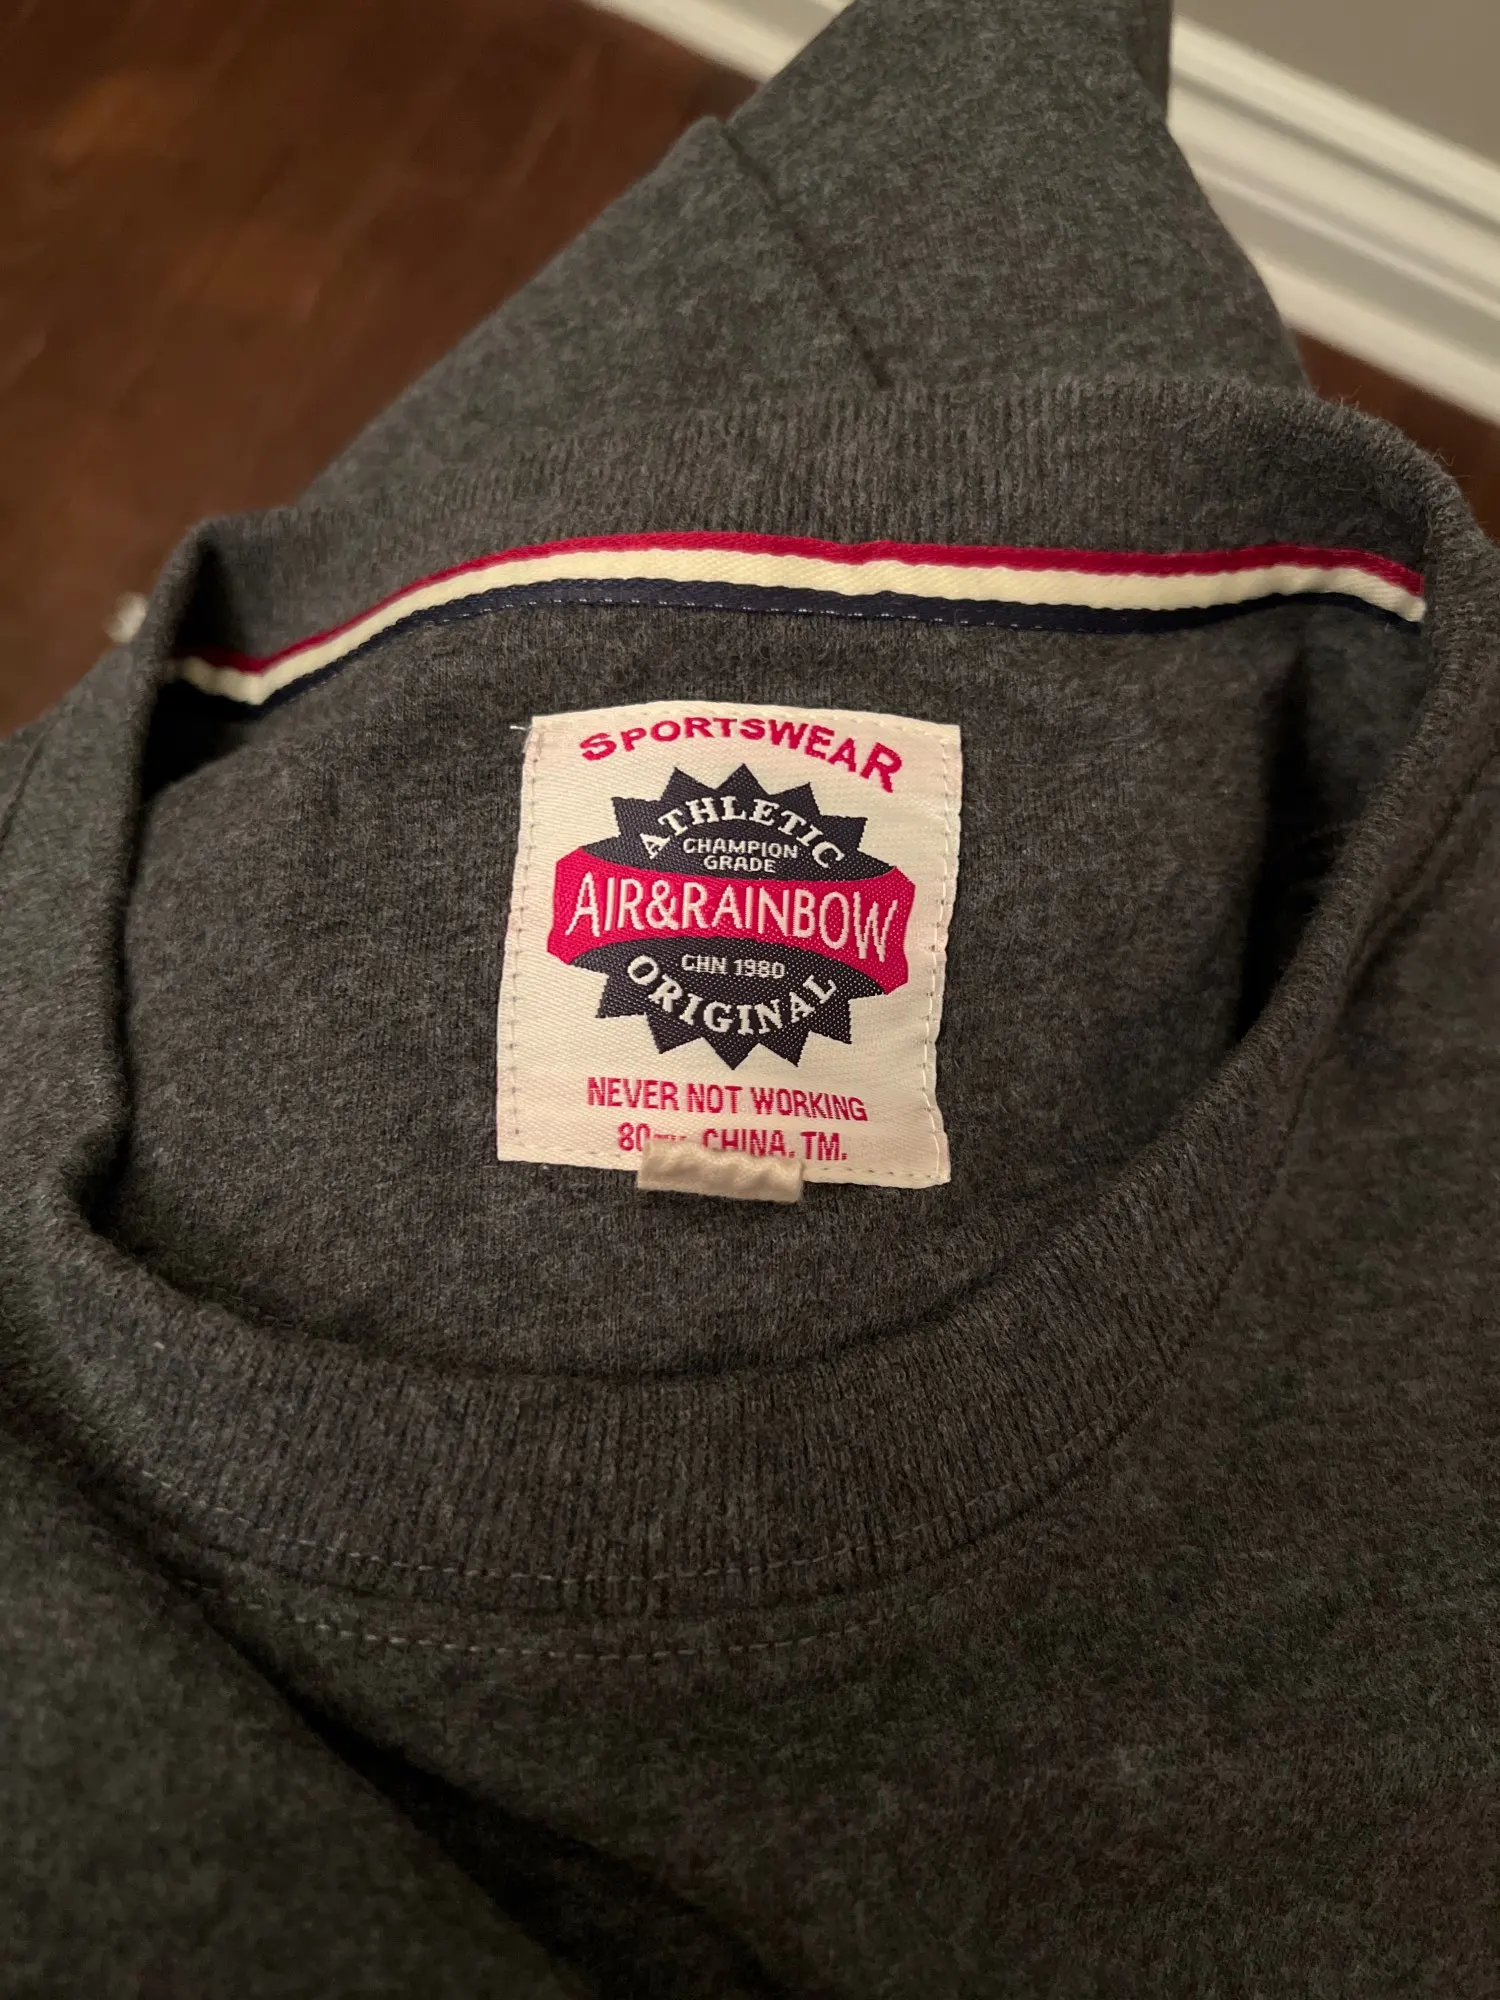 SPORTSWEAR
ATHLETIC
CHAMPION
GRADE
AIR&RAINBOW
CHN 1980
ORIGINAL
NEVER NOT WORKING
CHINA. TM.